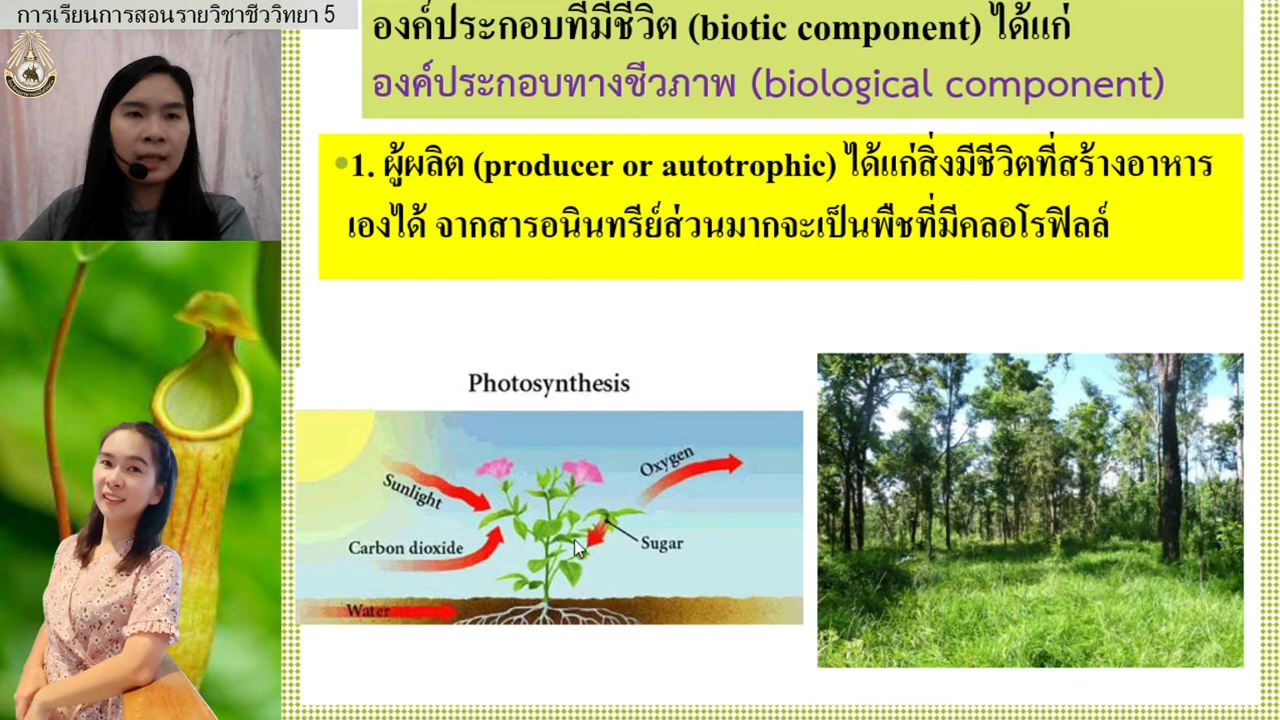 การเรียนการสอนรายวิชาชีววิทยา 5
องค์ประกอบที่มีชีวิต (biotic component) ได้แก่
องค์ประกอบทางชีวภาพ (biological component)
•1. ผู้ผลิต (producer or autotrophic) ได้แก่สิ่งมีชีวิตที่สร้างอาหาร
เองได้ จากสารอนินทรีย์ส่วนมากจะเป็นพืชที่มีคลอโรฟิลล์
Photosynthesis
Sunlight
Oxygen
Carbon dioxide
Sugar
Water